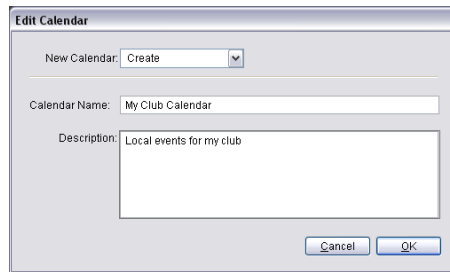 Edit Calendar
New Calendar: Create
Calendar Name: My Club Calendar
Description: Local events for my club
Cancel OK